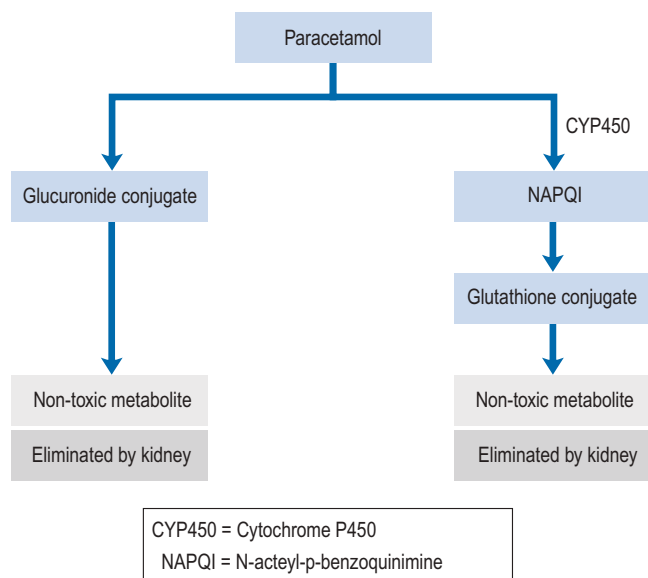 Paracetamol
CYP450
Glucuronide conjugate
NAPQI
Glutathione conjugate
Non-toxic metabolite
Non-toxic metabolite
Eliminated by kidney
Eliminated by kidney
CYP450 = Cytochrome P450
NAPQI = N-acteyl-p-benzoquinimine